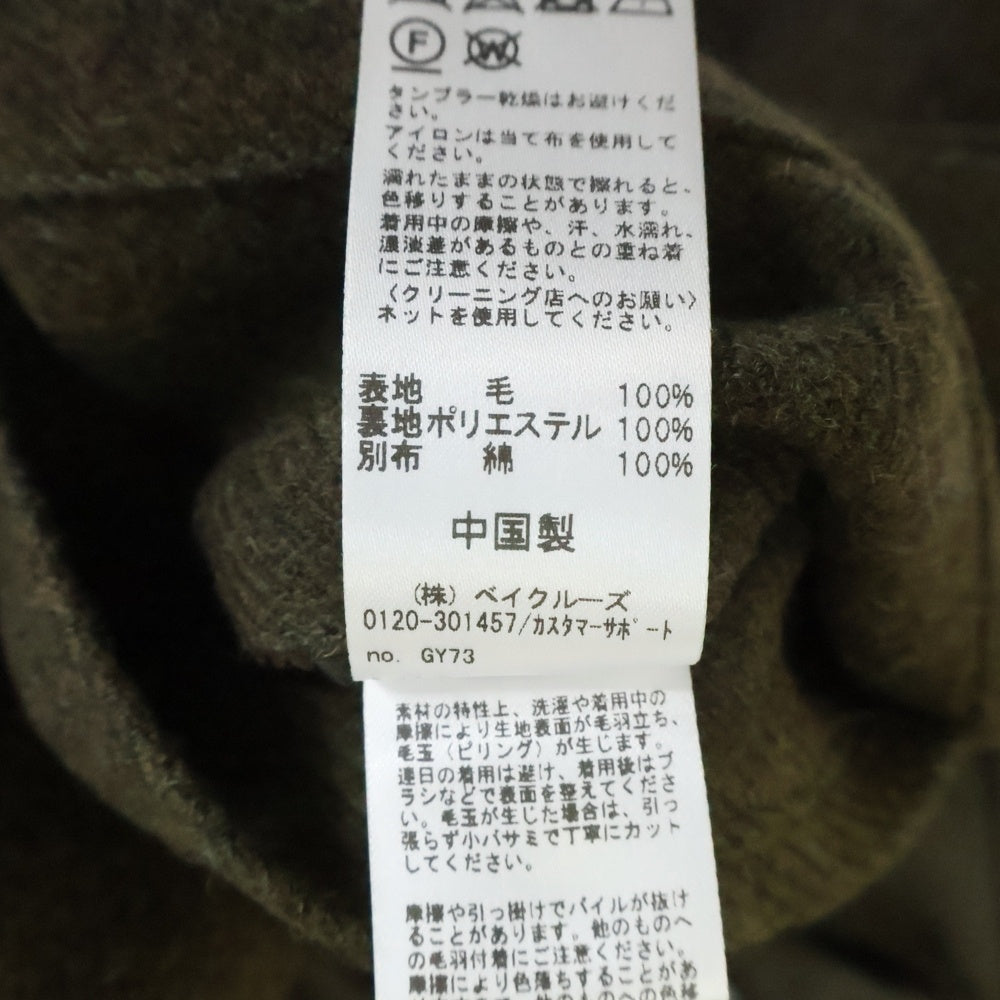 F W
タンブラー乾燥はお避けくだ
さい。
アイロンは当て布を使用して
ください。
濡れたままの状態で擦れると、
色移りすることがあります。
着用中の摩擦や、汗、水濡れ、
濃淡差があるものとの重ね着
にご注意ください。
〈クリーニング店へのお願い〉
ネットを使用してください。
表地 毛 100%
裏地ポリエステル 100%
別布 綿 100%
中国製
(株) ベイクルーズ
0120-301457/カスタマーサポート
no. GY73
素材の特性上、洗濯や着用中の
摩擦により生地表面が毛羽立ち、
毛玉(ピリング)が生じます。
連日の着用は避け、着用後はブ
ラシなどで表面を整えてくださ
い。毛玉が生じた場合は、引っ
張らず小バサミで丁寧にカット
してください。
摩擦や引っ掛けでパイルが抜け
ることがあります。他のものへ
の毛羽付着にご注意ください。
摩擦により色落ちすることがあ